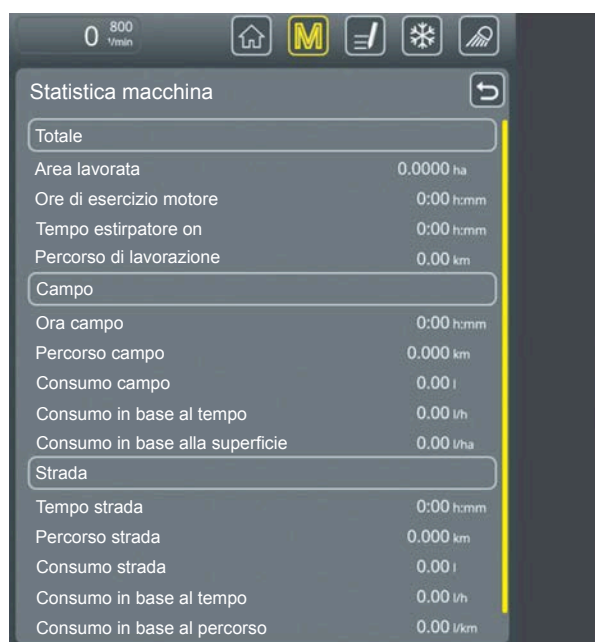 0 800 1/min M
Statistica macchina
Totale
Area lavorata 0.0000 ha
Ore di esercizio motore 0:00 h:mm
Tempo estirpatore on 0:00 h:mm
Percorso di lavorazione 0.00 km
Campo
Ora campo 0:00 h:mm
Percorso campo 0.000 km
Consumo campo 0.00 l
Consumo in base al tempo 0.00 l/h
Consumo in base alla superficie 0.00 l/ha
Strada
Tempo strada 0:00 h:mm
Percorso strada 0.000 km
Consumo strada 0.00 l
Consumo in base al tempo 0.00 l/h
Consumo in base al percorso 0.00 l/km